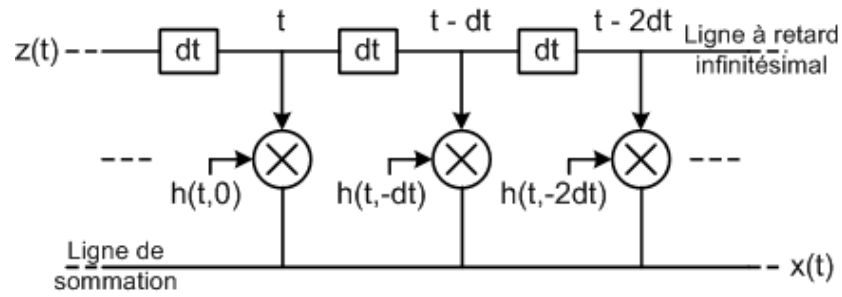 t
t - dt
t - 2dt
z(t)
dt
dt
dt
Ligne à retard
infinitésimal
h(t,0)
h(t,-dt)
h(t,-2dt)
Ligne de
sommation
x(t)